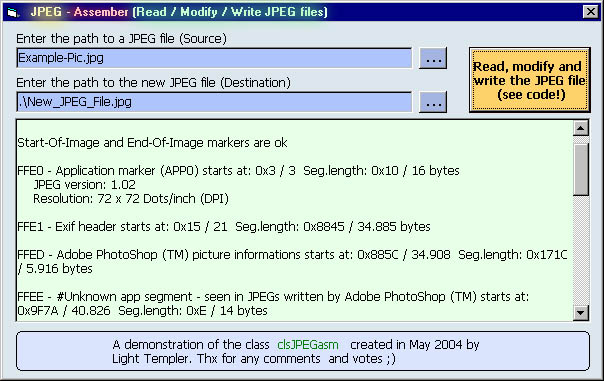 JPEG - Assember (Read / Modify / Write JPEG files)
Enter the path to a JPEG file (Source)
Example-Pic.jpg
...
Read, modify and
write the JPEG file
(see code!)
Enter the path to the new JPEG file (Destination)
.\New_JPEG_File.jpg
...
Start-Of-Image and End-Of-Image markers are ok
FFE0 - Application marker (APP0) starts at: 0x3 / 3 Seg.length: 0x10 / 16 bytes
JPEG version: 1.02
Resolution: 72 x 72 Dots/inch (DPI)
FFE1 - Exif header starts at: 0x15 / 21 Seg.length: 0x8845 / 34.885 bytes
FFED - Adobe PhotoShop (TM) picture informations starts at: 0x885C / 34.908 Seg.length: 0x171C
/ 5.916 bytes
FFEE - #Unknown app segment - seen in JPEGs written by Adobe PhotoShop (TM) starts at:
0x9F7A / 40.826 Seg.length: 0xE / 14 bytes
A demonstration of the class clsJPEGasm created in May 2004 by
Light Templer. Thx for any comments and votes ;)